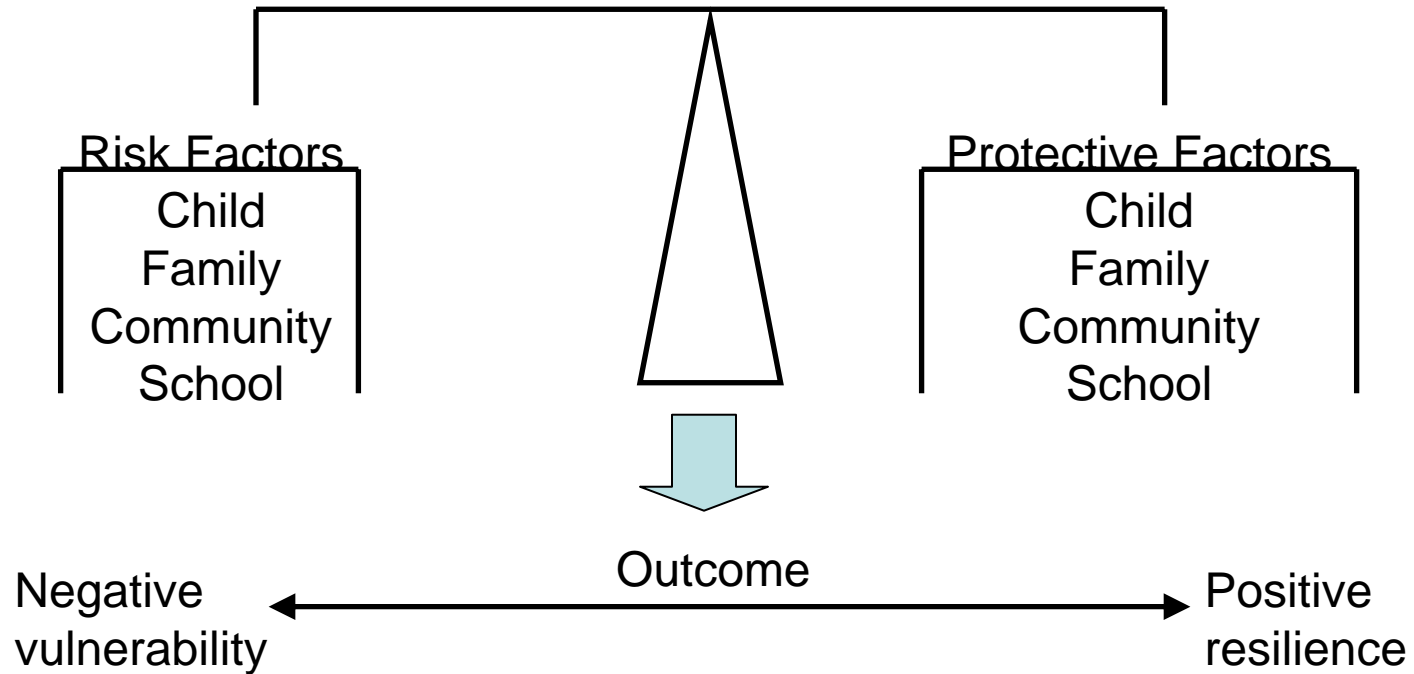 Risk Factors
Child
Family
Community
School
Protective Factors
Child
Family
Community
School
Outcome
Negative
vulnerability
Positive
resilience